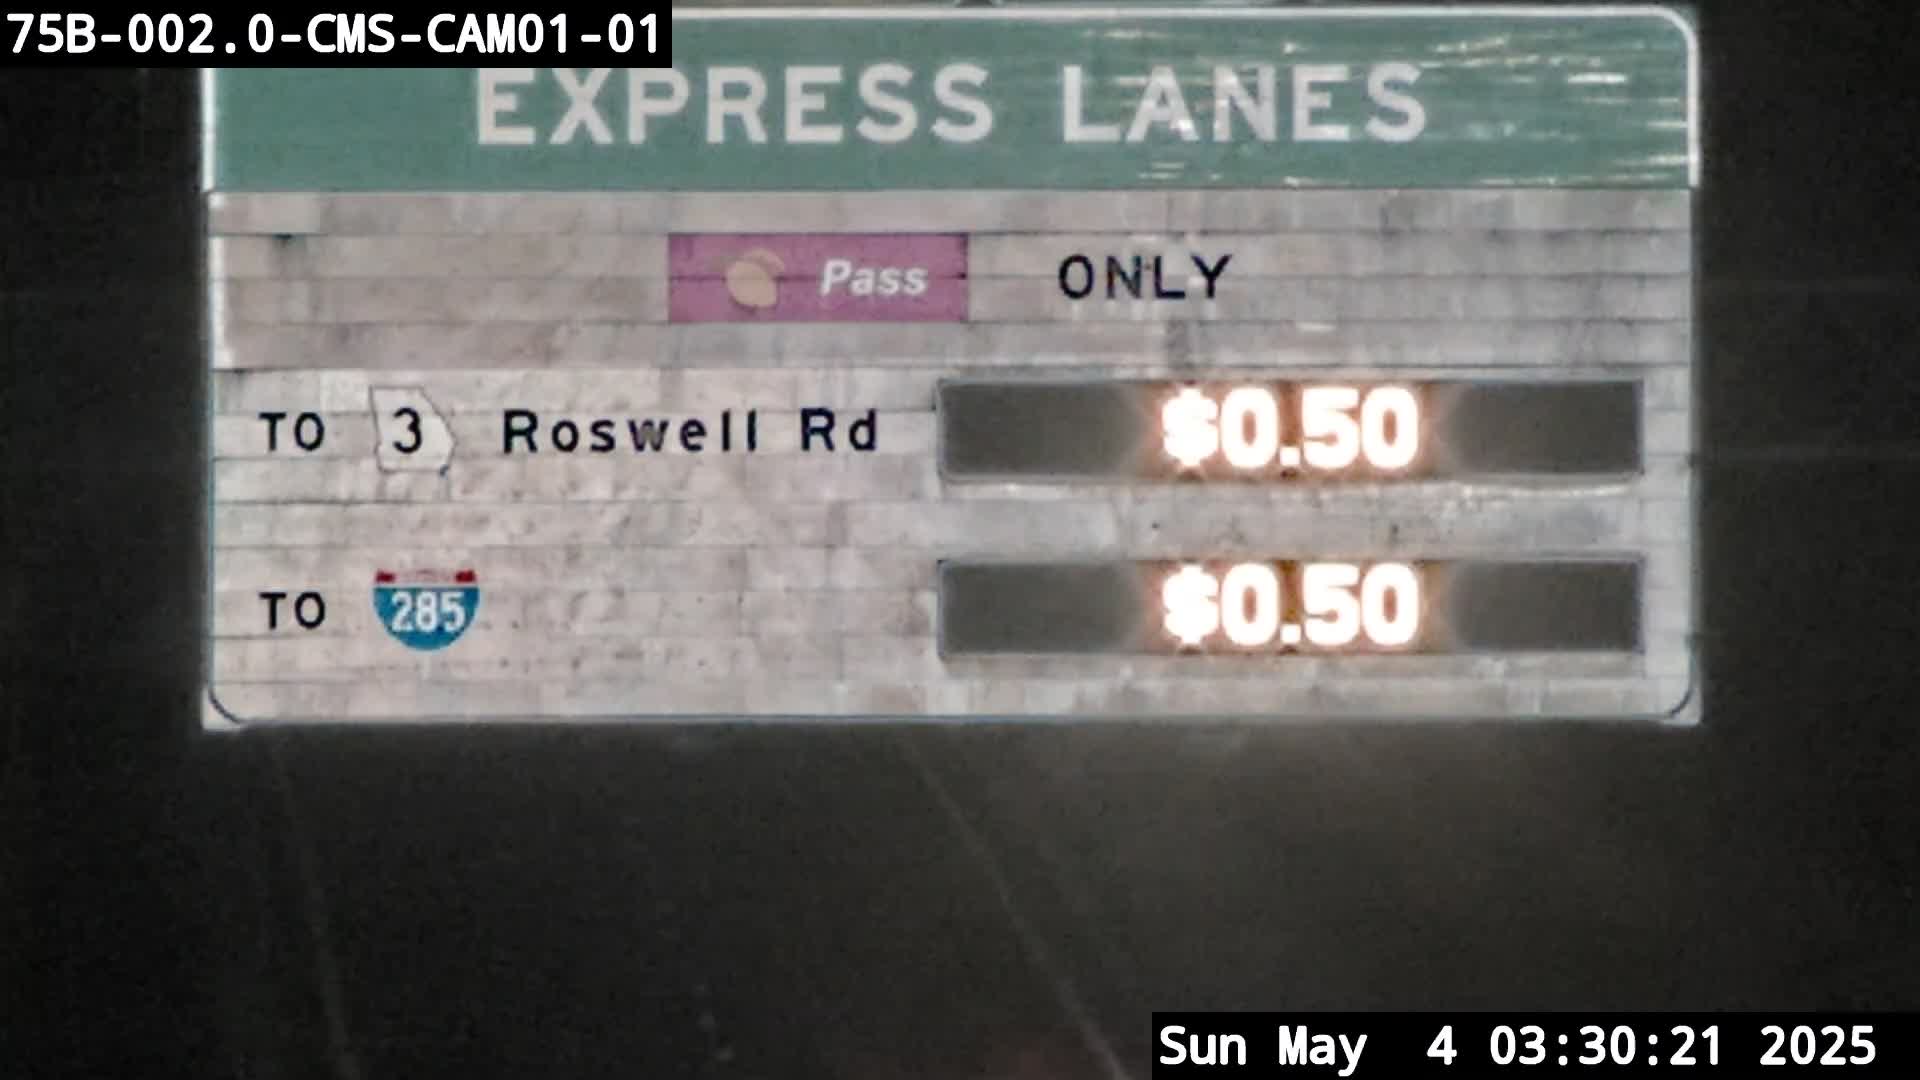 75B-002.0-CMS-CAM01-01
EXPRESS LANES
Pass ONLY
TO 3 Roswell Rd $0.50
TO 285 $0.50
Sun May 4 03:30:21 2025